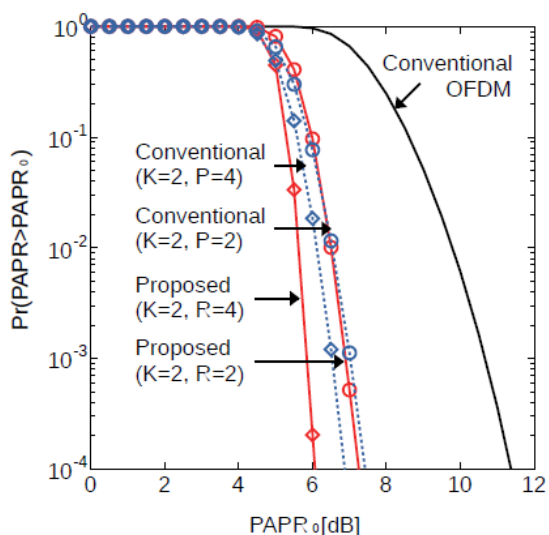 10⁰
Conventional
OFDM
10⁻¹
Conventional
(K=2, P=4)
Conventional
(K=2, P=2)
10⁻²
Proposed
(K=2, R=4)
10⁻³
Proposed
(K=2, R=2)
10⁻⁴
0 2 4 6 8 10 12
PAPR₀[dB]
Pr(PAPR>PAPR₀)